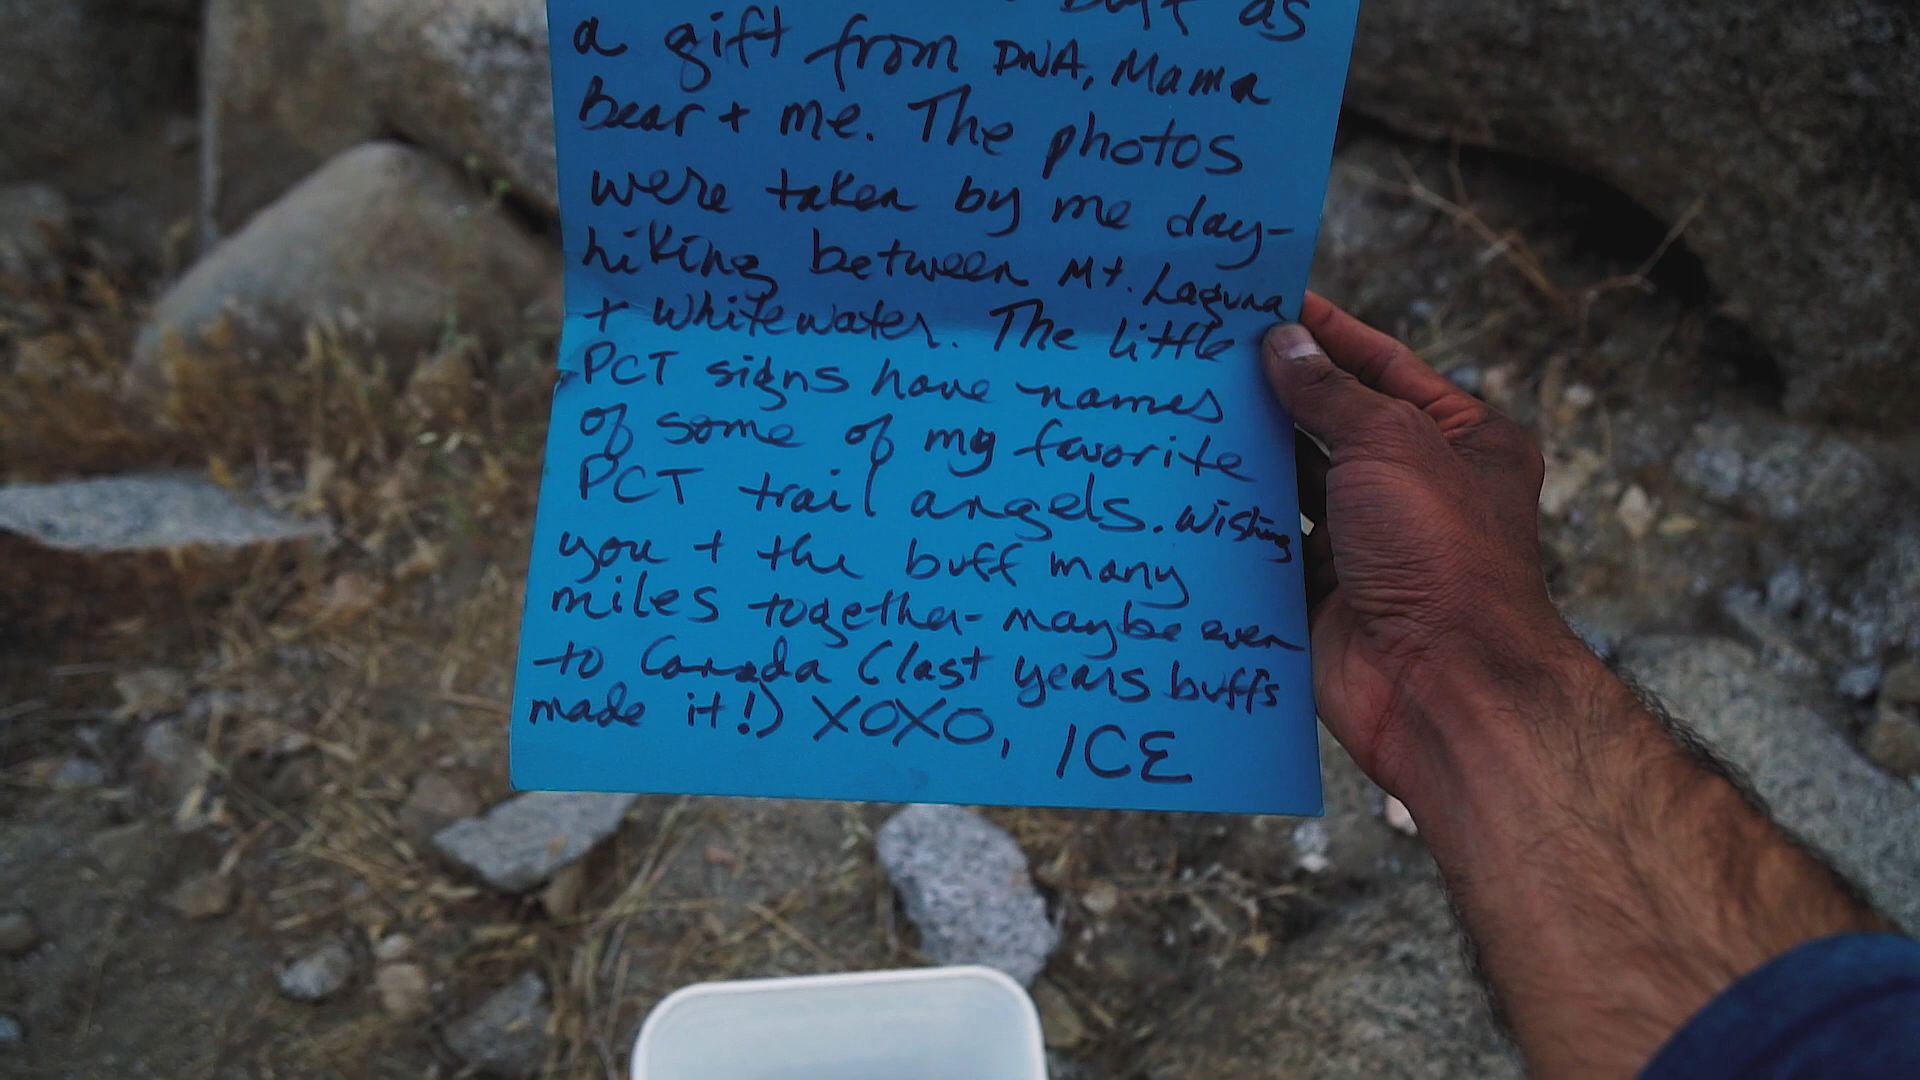 buff as
a gift from DNA, Mama
Bear + me. The photos
were taken by me day-
hiking between Mt. Laguna
+ Whitewater. The little
PCT signs have names
of some of my favorite
PCT trail angels. Wishing
you + the buff many
miles together - maybe even
to Canada (last years buffs
made it!) XOXO, ICE